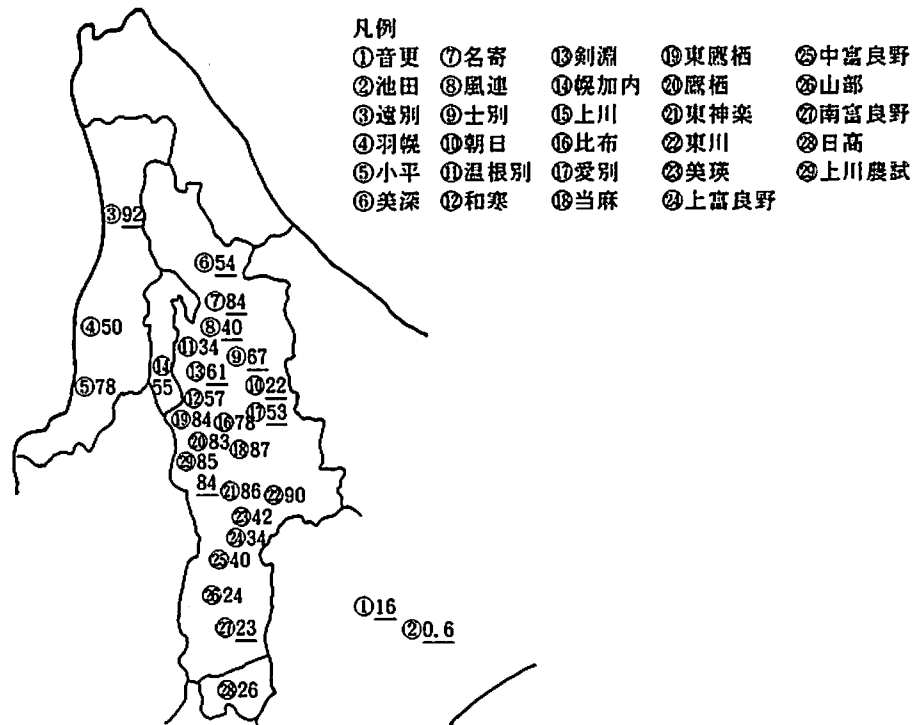 凡例
①音更 ⑦名寄 ⑬剣淵 ⑲東鷹栖 ㉕中富良野
②池田 ⑧風連 ⑭幌加内 ⑳鷹栖 ㉖山部
③遠別 ⑨士別 ⑮上川 ㉑東神楽 ㉗南富良野
④羽幌 ⑩朝日 ⑯比布 ㉒東川 ㉘日高
⑤小平 ⑪温根別 ⑰愛別 ㉓美瑛 ㉙上川農試
⑥美深 ⑫和寒 ⑱当麻 ㉔上富良野
③92
⑥54
⑦84
④50 ⑧40
⑪34 ⑨67
⑭55 ⑬61
⑤78 ⑩22
⑫57 ⑰53
⑲84 ⑯78
⑳83 ⑱87
㉙85
84 ㉑86 ㉒90
㉓42
㉔34
㉕40
㉖24
①16
㉗23 ②0.6
㉘26